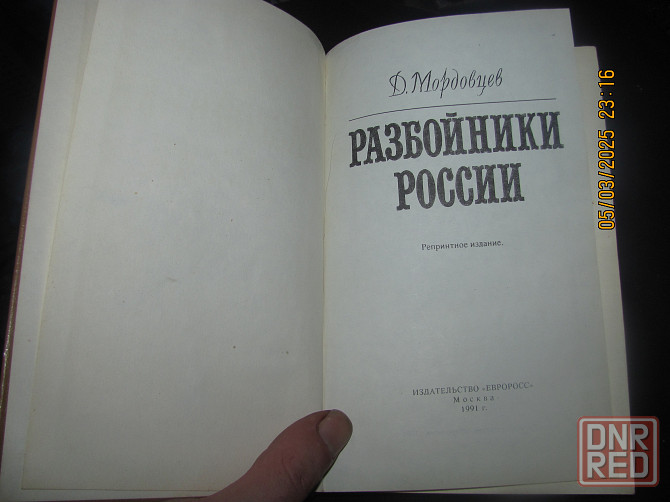 Д. Мордовцев
РАЗБОЙНИКИ
РОССИИ
Репринтное издание.
ИЗДАТЕЛЬСТВО «ЕВРОРОСС»
Москва
1991 г.
05/03/2025 23:16
DNR
RED